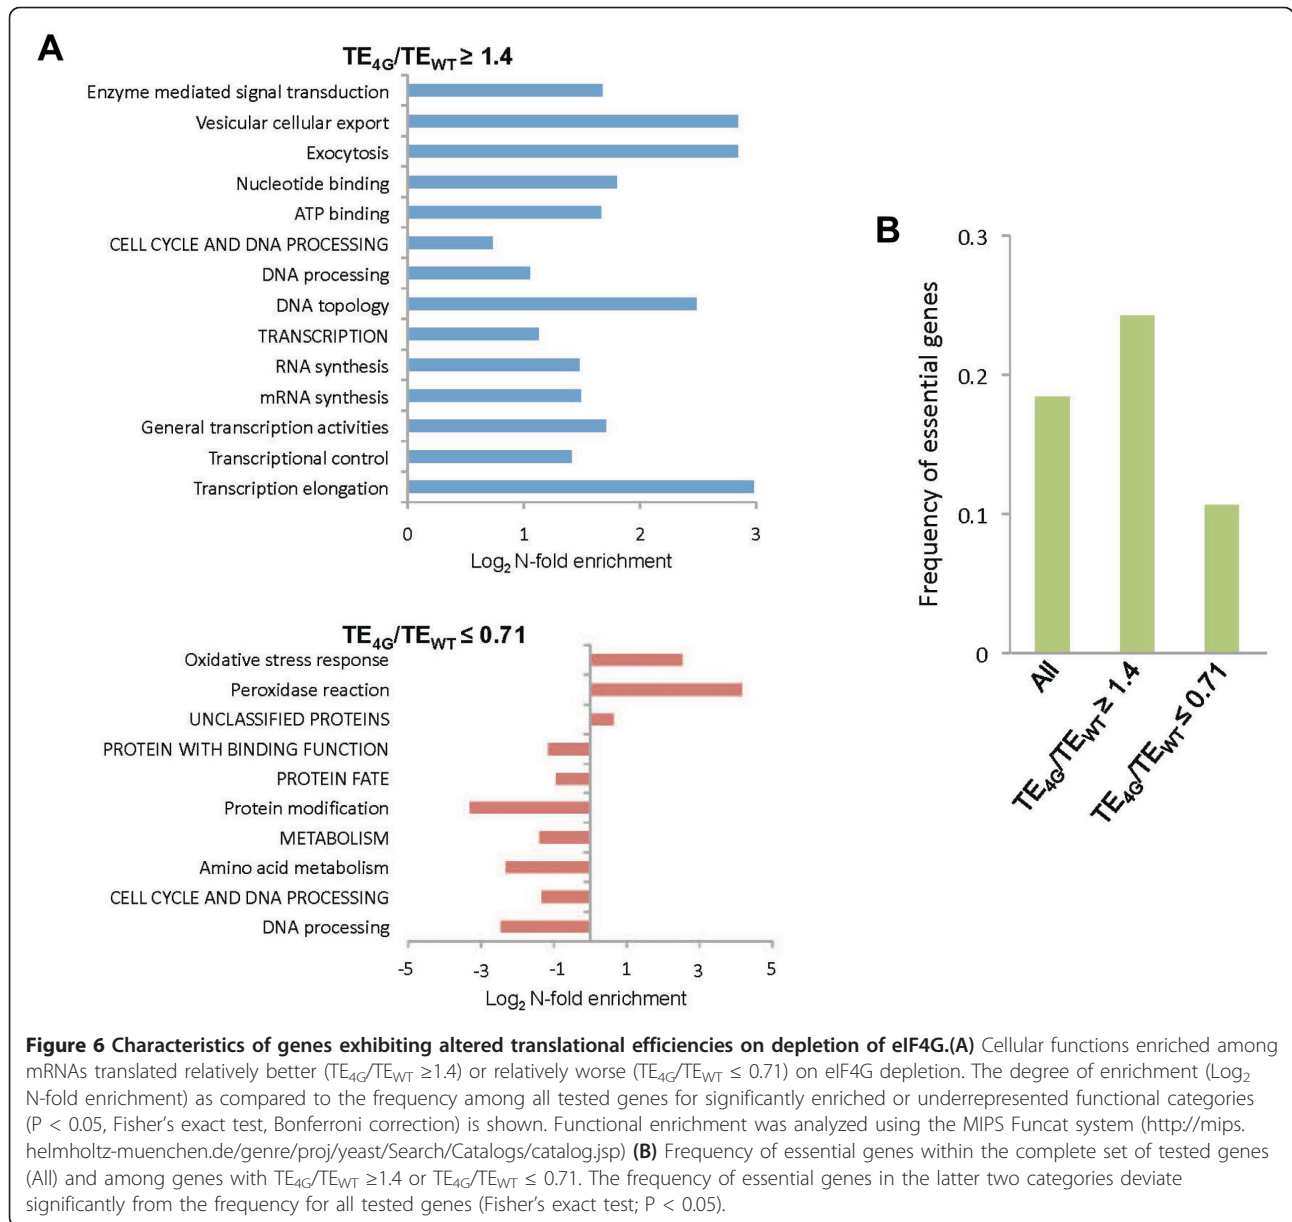 A
TE4G/TEWT ≥ 1.4
Enzyme mediated signal transduction
Vesicular cellular export
Exocytosis
Nucleotide binding
ATP binding
CELL CYCLE AND DNA PROCESSING
DNA processing
DNA topology
TRANSCRIPTION
RNA synthesis
mRNA synthesis
General transcription activities
Transcriptional control
Transcription elongation
0 1 2 3
Log2 N-fold enrichment
TE4G/TEWT ≤ 0.71
Oxidative stress response
Peroxidase reaction
UNCLASSIFIED PROTEINS
PROTEIN WITH BINDING FUNCTION
PROTEIN FATE
Protein modification
METABOLISM
Amino acid metabolism
CELL CYCLE AND DNA PROCESSING
DNA processing
-5 -3 -1 1 3 5
Log2 N-fold enrichment
B
Frequency of essential genes
0.3
0.2
0.1
0
All
TE4G/TEWT ≥ 1.4
TE4G/TEWT ≤ 0.71
Figure 6 Characteristics of genes exhibiting altered translational efficiencies on depletion of eIF4G.(A) Cellular functions enriched among
mRNAs translated relatively better (TE4G/TEWT ≥1.4) or relatively worse (TE4G/TEWT ≤ 0.71) on eIF4G depletion. The degree of enrichment (Log2
N-fold enrichment) as compared to the frequency among all tested genes for significantly enriched or underrepresented functional categories
(P < 0.05, Fisher's exact test, Bonferroni correction) is shown. Functional enrichment was analyzed using the MIPS Funcat system (http://mips.
helmholtz-muenchen.de/genre/proj/yeast/Search/Catalogs/catalog.jsp) (B) Frequency of essential genes within the complete set of tested genes
(All) and among genes with TE4G/TEWT ≥1.4 or TE4G/TEWT ≤ 0.71. The frequency of essential genes in the latter two categories deviate
significantly from the frequency for all tested genes (Fisher's exact test; P < 0.05).